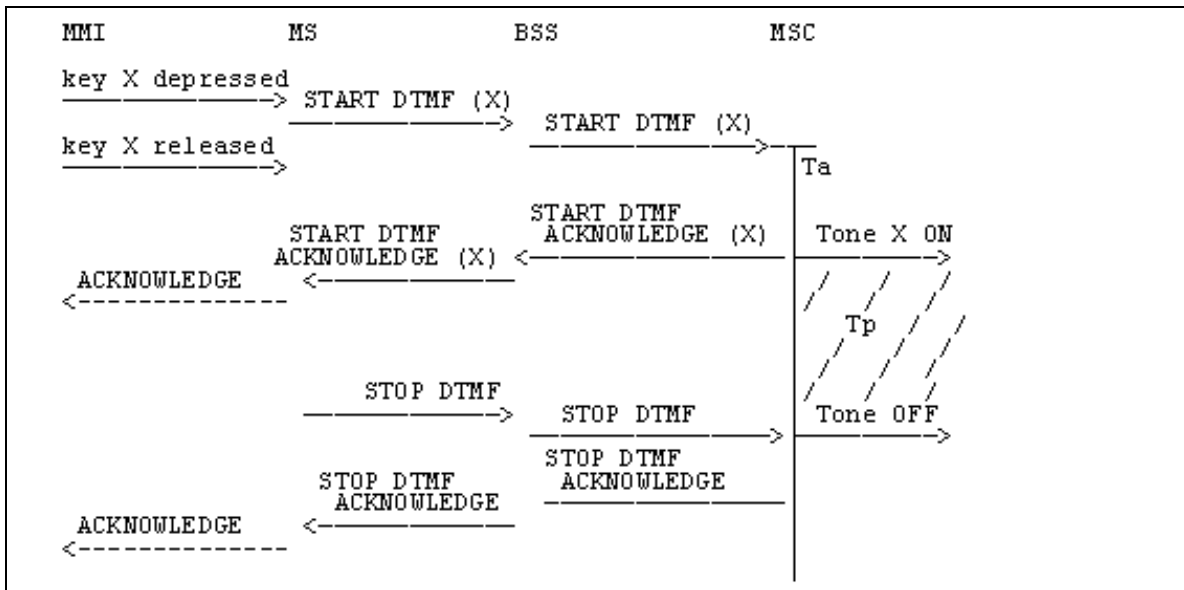 MMI MS BSS MSC
key X depressed
START DTMF (X)
START DTMF (X)
key X released
Ta
START DTMF
ACKNOWLEDGE (X)
START DTMF
ACKNOWLEDGE (X)
Tone X ON
ACKNOWLEDGE
Tp
STOP DTMF
STOP DTMF
Tone OFF
STOP DTMF
ACKNOWLEDGE
STOP DTMF
ACKNOWLEDGE
ACKNOWLEDGE